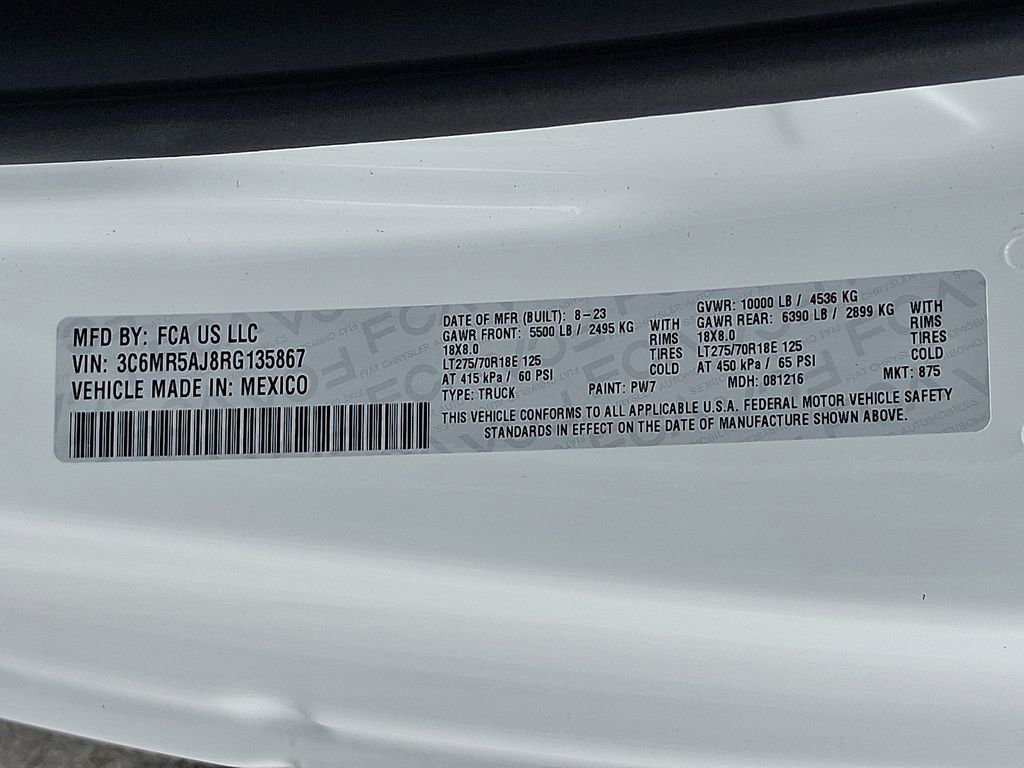 MFD BY: FCA US LLC
VIN: 3C6MR5AJ8RG135867
VEHICLE MADE IN: MEXICO
DATE OF MFR (BUILT): 8-23
GAWR FRONT: 5500 LB / 2495 KG WITH
18X8.0 RIMS
LT275/70R18E 125 TIRES
AT 415 kPa / 60 PSI COLD
TYPE: TRUCK PAINT: PW7
GVWR: 10000 LB / 4536 KG
GAWR REAR: 6390 LB / 2899 KG WITH
18X8.0 RIMS
LT275/70R18E 125 TIRES
AT 450 kPa / 65 PSI COLD
MDH: 081216 MKT: 875
THIS VEHICLE CONFORMS TO ALL APPLICABLE U.S.A. FEDERAL MOTOR VEHICLE SAFETY
STANDARDS IN EFFECT ON THE DATE OF MANUFACTURE SHOWN ABOVE.